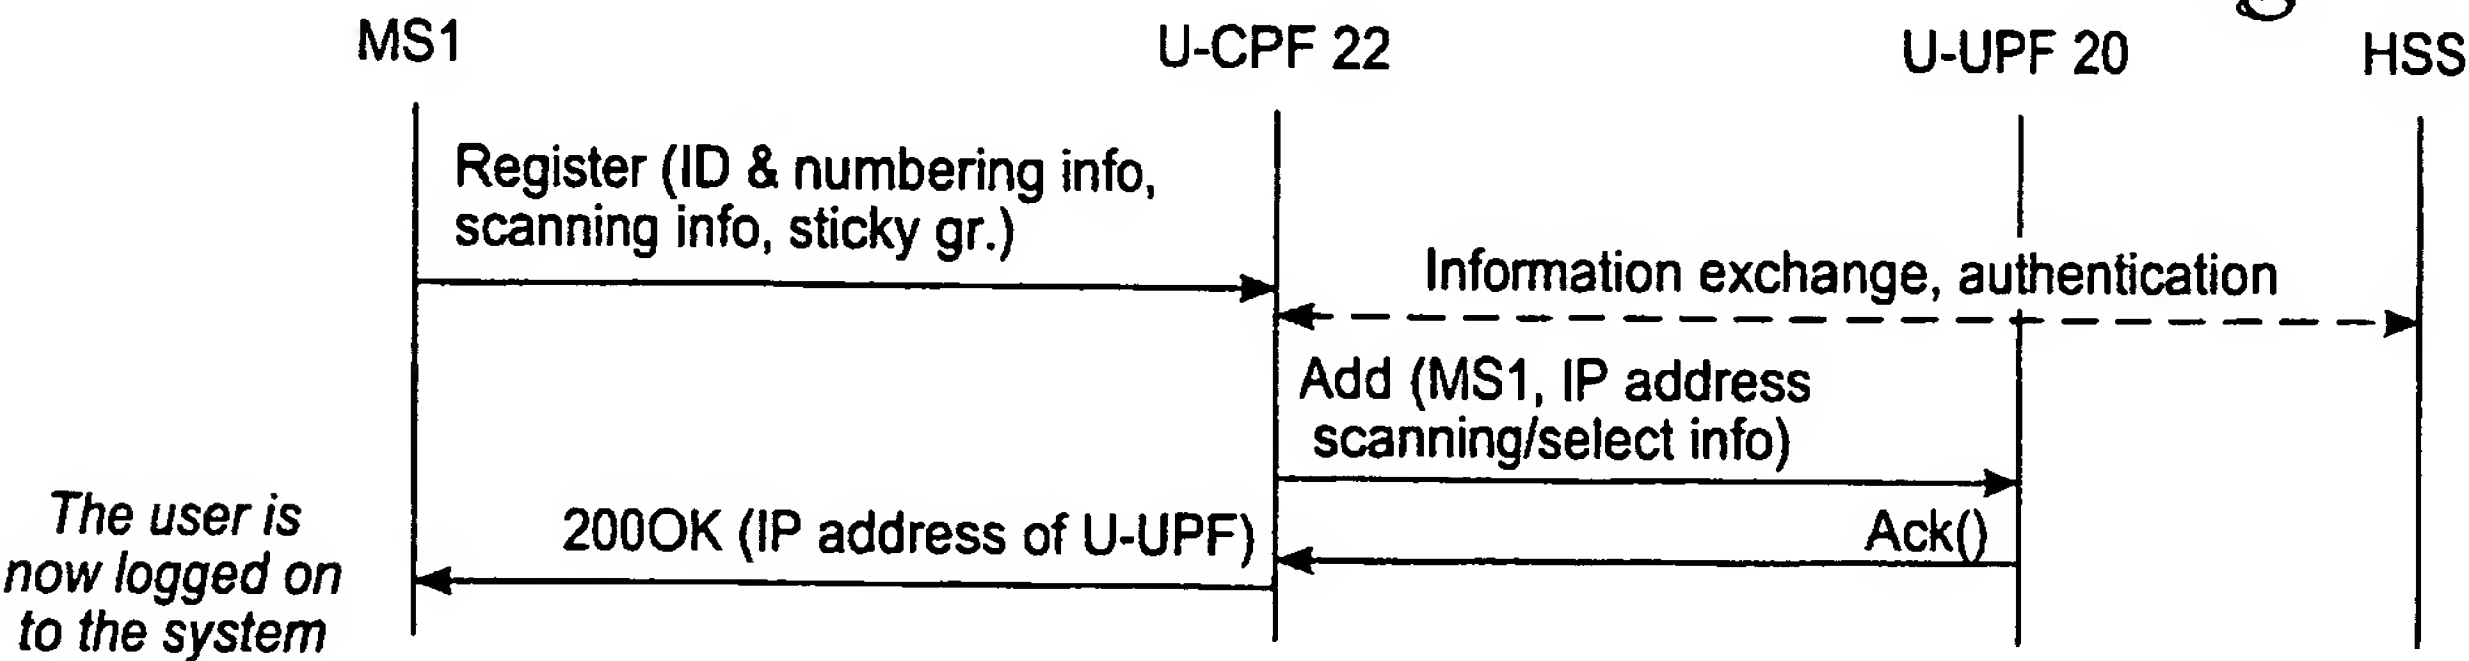 MS1
U-CPF 22
U-UPF 20
HSS
Register (ID & numbering info,
scanning info, sticky gr.)
Information exchange, authentication
Add (MS1, IP address
scanning/select info)
200OK (IP address of U-UPF)
Ack()
The user is
now logged on
to the system